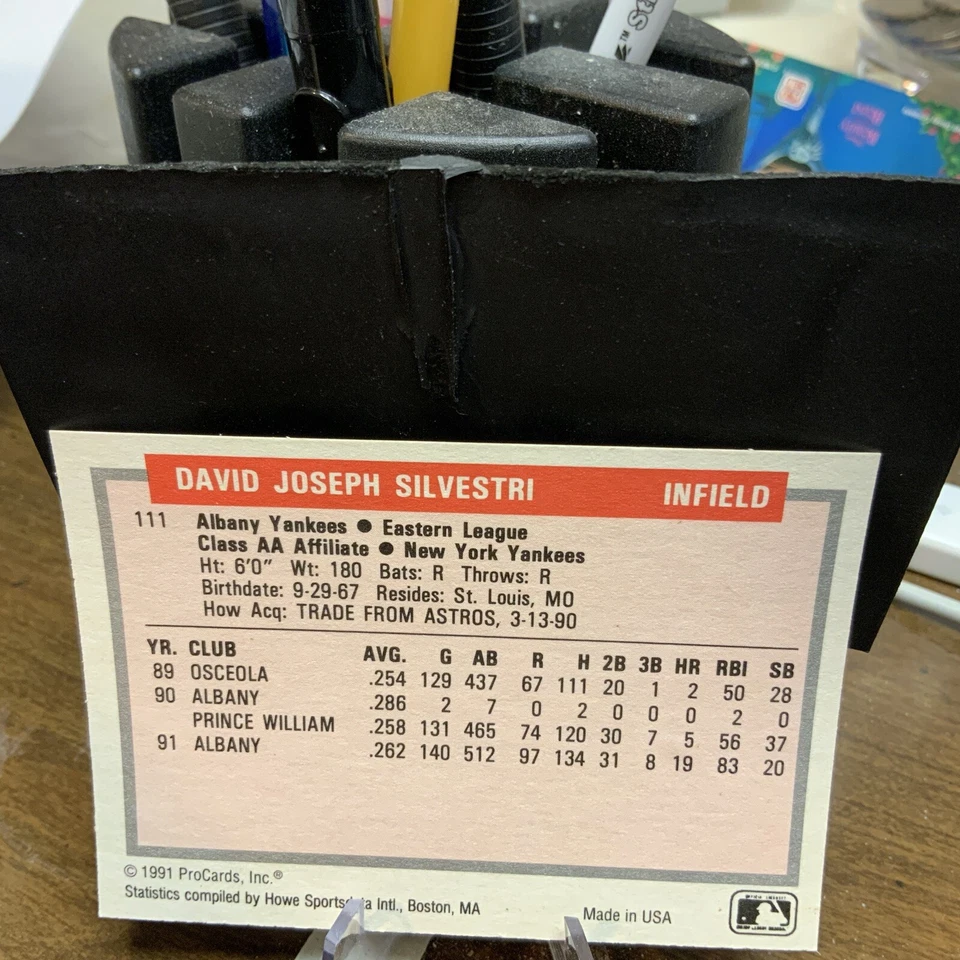 DAVID JOSEPH SILVESTRI INFIELD
111 Albany Yankees ● Eastern League
Class AA Affiliate ● New York Yankees
Ht: 6'0" Wt: 180 Bats: R Throws: R
Birthdate: 9-29-67 Resides: St. Louis, MO
How Acq: TRADE FROM ASTROS, 3-13-90
YR. CLUB AVG. G AB R H 2B 3B HR RBI SB
89 OSCEOLA .254 129 437 67 111 20 1 2 50 28
90 ALBANY .286 2 7 0 2 0 0 0 2 0
PRINCE WILLIAM .258 131 465 74 120 30 7 5 56 37
91 ALBANY .262 140 512 97 134 31 8 19 83 20
© 1991 ProCards, Inc.®
Statistics compiled by Howe Sportsdata Intl., Boston, MA
Made in USA